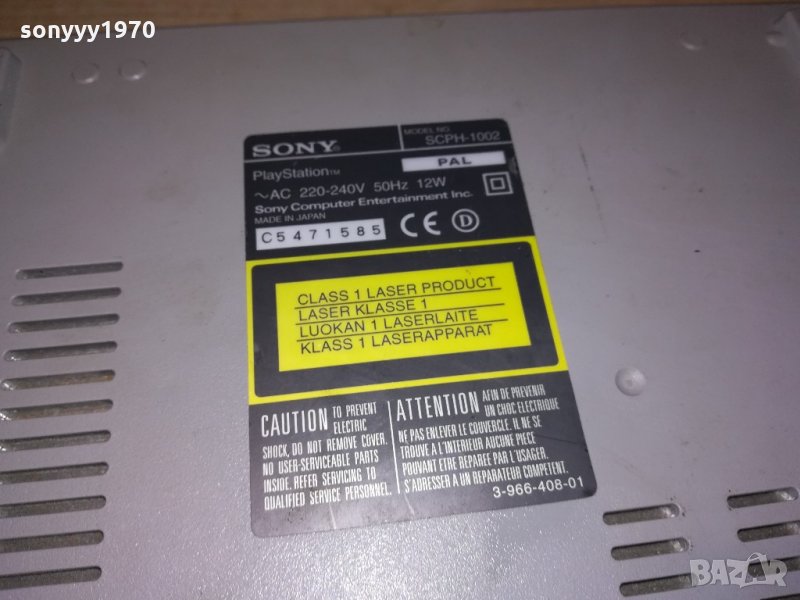 sonyyy1970
SONY®
MODEL NO.
SCPH-1002
PlayStation™
PAL
～AC 220-240V 50Hz 12W
Sony Computer Entertainment Inc.
MADE IN JAPAN
C5471585
CE D
CLASS 1 LASER PRODUCT
LASER KLASSE 1
LUOKAN 1 LASERLAITE
KLASS 1 LASERAPPARAT
CAUTION TO PREVENT
ELECTRIC
SHOCK, DO NOT REMOVE COVER.
NO USER-SERVICEABLE PARTS
INSIDE. REFER SERVICING TO
QUALIFIED SERVICE PERSONNEL.
ATTENTION AFIN DE PREVENIR
UN CHOC ELECTRIQUE
NE PAS ENLEVER LE COUVERCLE. IL NE SE
TROUVE A L'INTERIEUR AUCUNE PIECE
POUVANT ETRE REPAREE PAR L'USAGER.
S'ADRESSER A UN REPARATEUR COMPETENT.
3-966-408-01
BAZAR